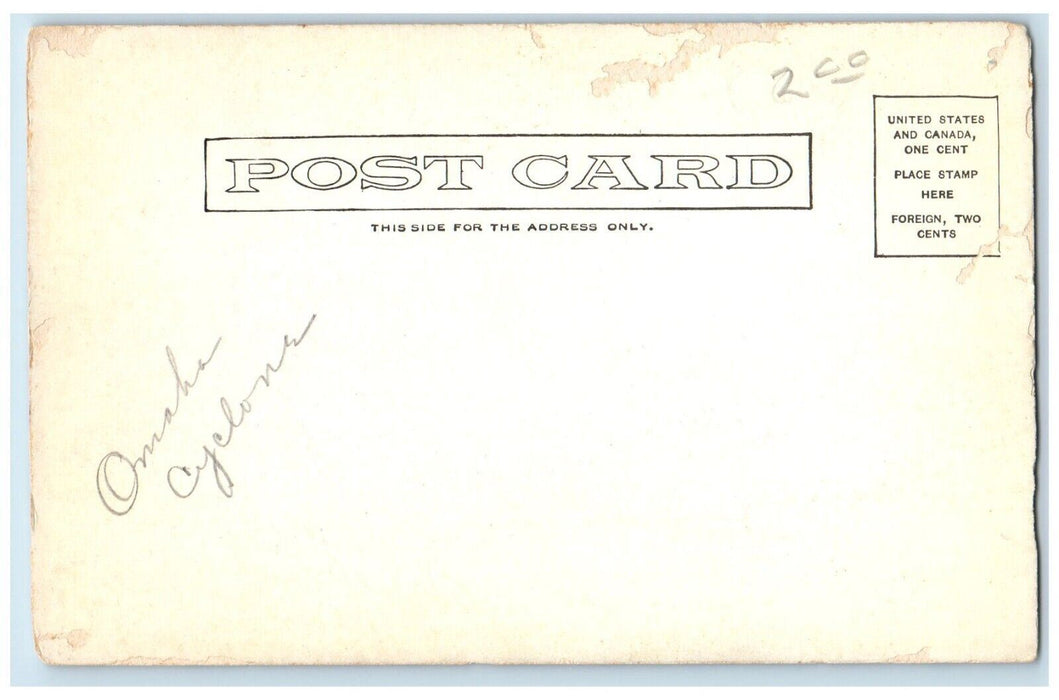 2 00
POST CARD
THIS SIDE FOR THE ADDRESS ONLY.
UNITED STATES
AND CANADA,
ONE CENT
PLACE STAMP
HERE
FOREIGN, TWO
CENTS
Omaha
Cyclone